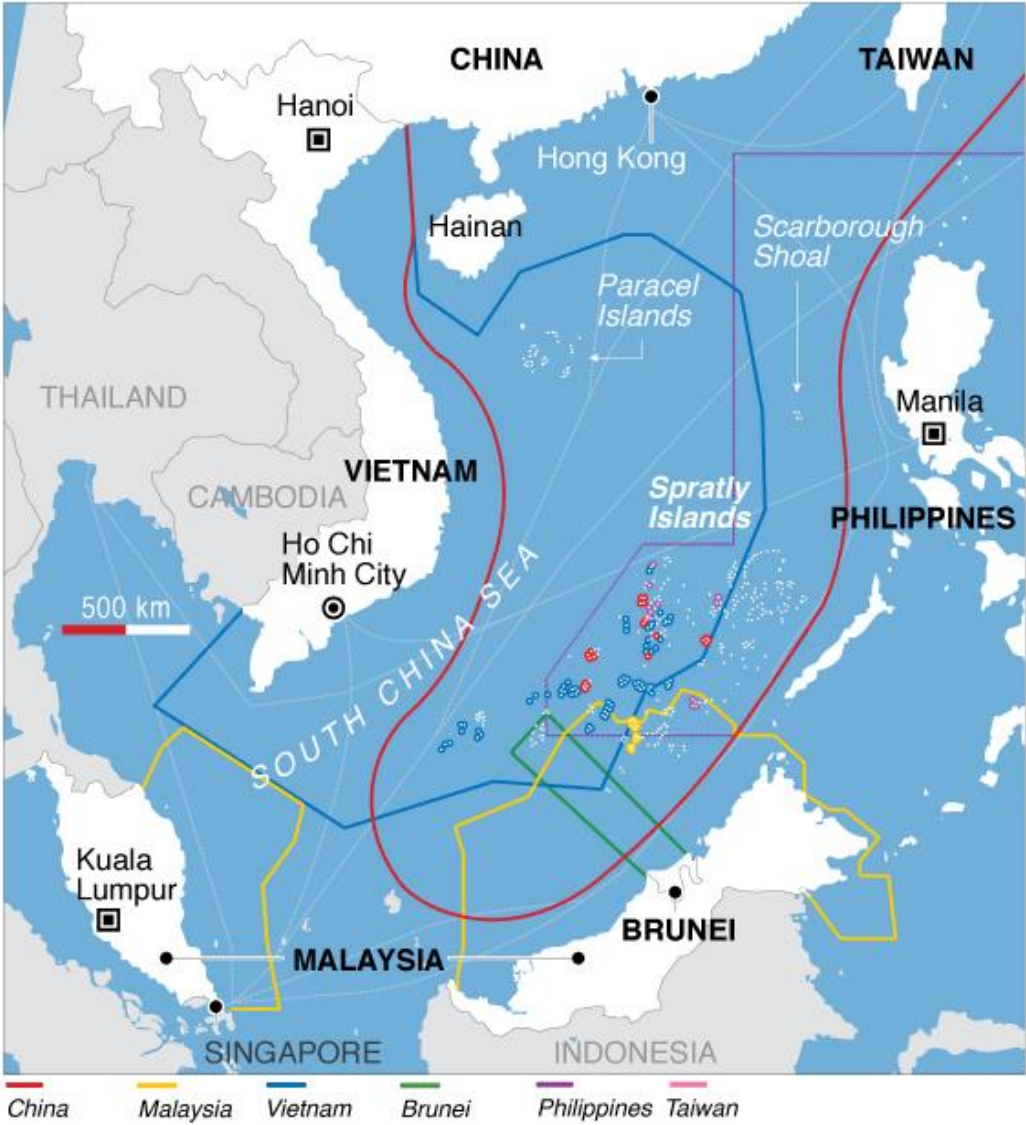 CHINA
TAIWAN
Hanoi
Hong Kong
Hainan
Scarborough
Shoal
Paracel
Islands
THAILAND
Manila
VIETNAM
CAMBODIA
Spratly
Islands
PHILIPPINES
Ho Chi
Minh City
500 km
SOUTH CHINA SEA
Kuala
Lumpur
BRUNEI
MALAYSIA
SINGAPORE
INDONESIA
China
Malaysia
Vietnam
Brunei
Philippines
Taiwan